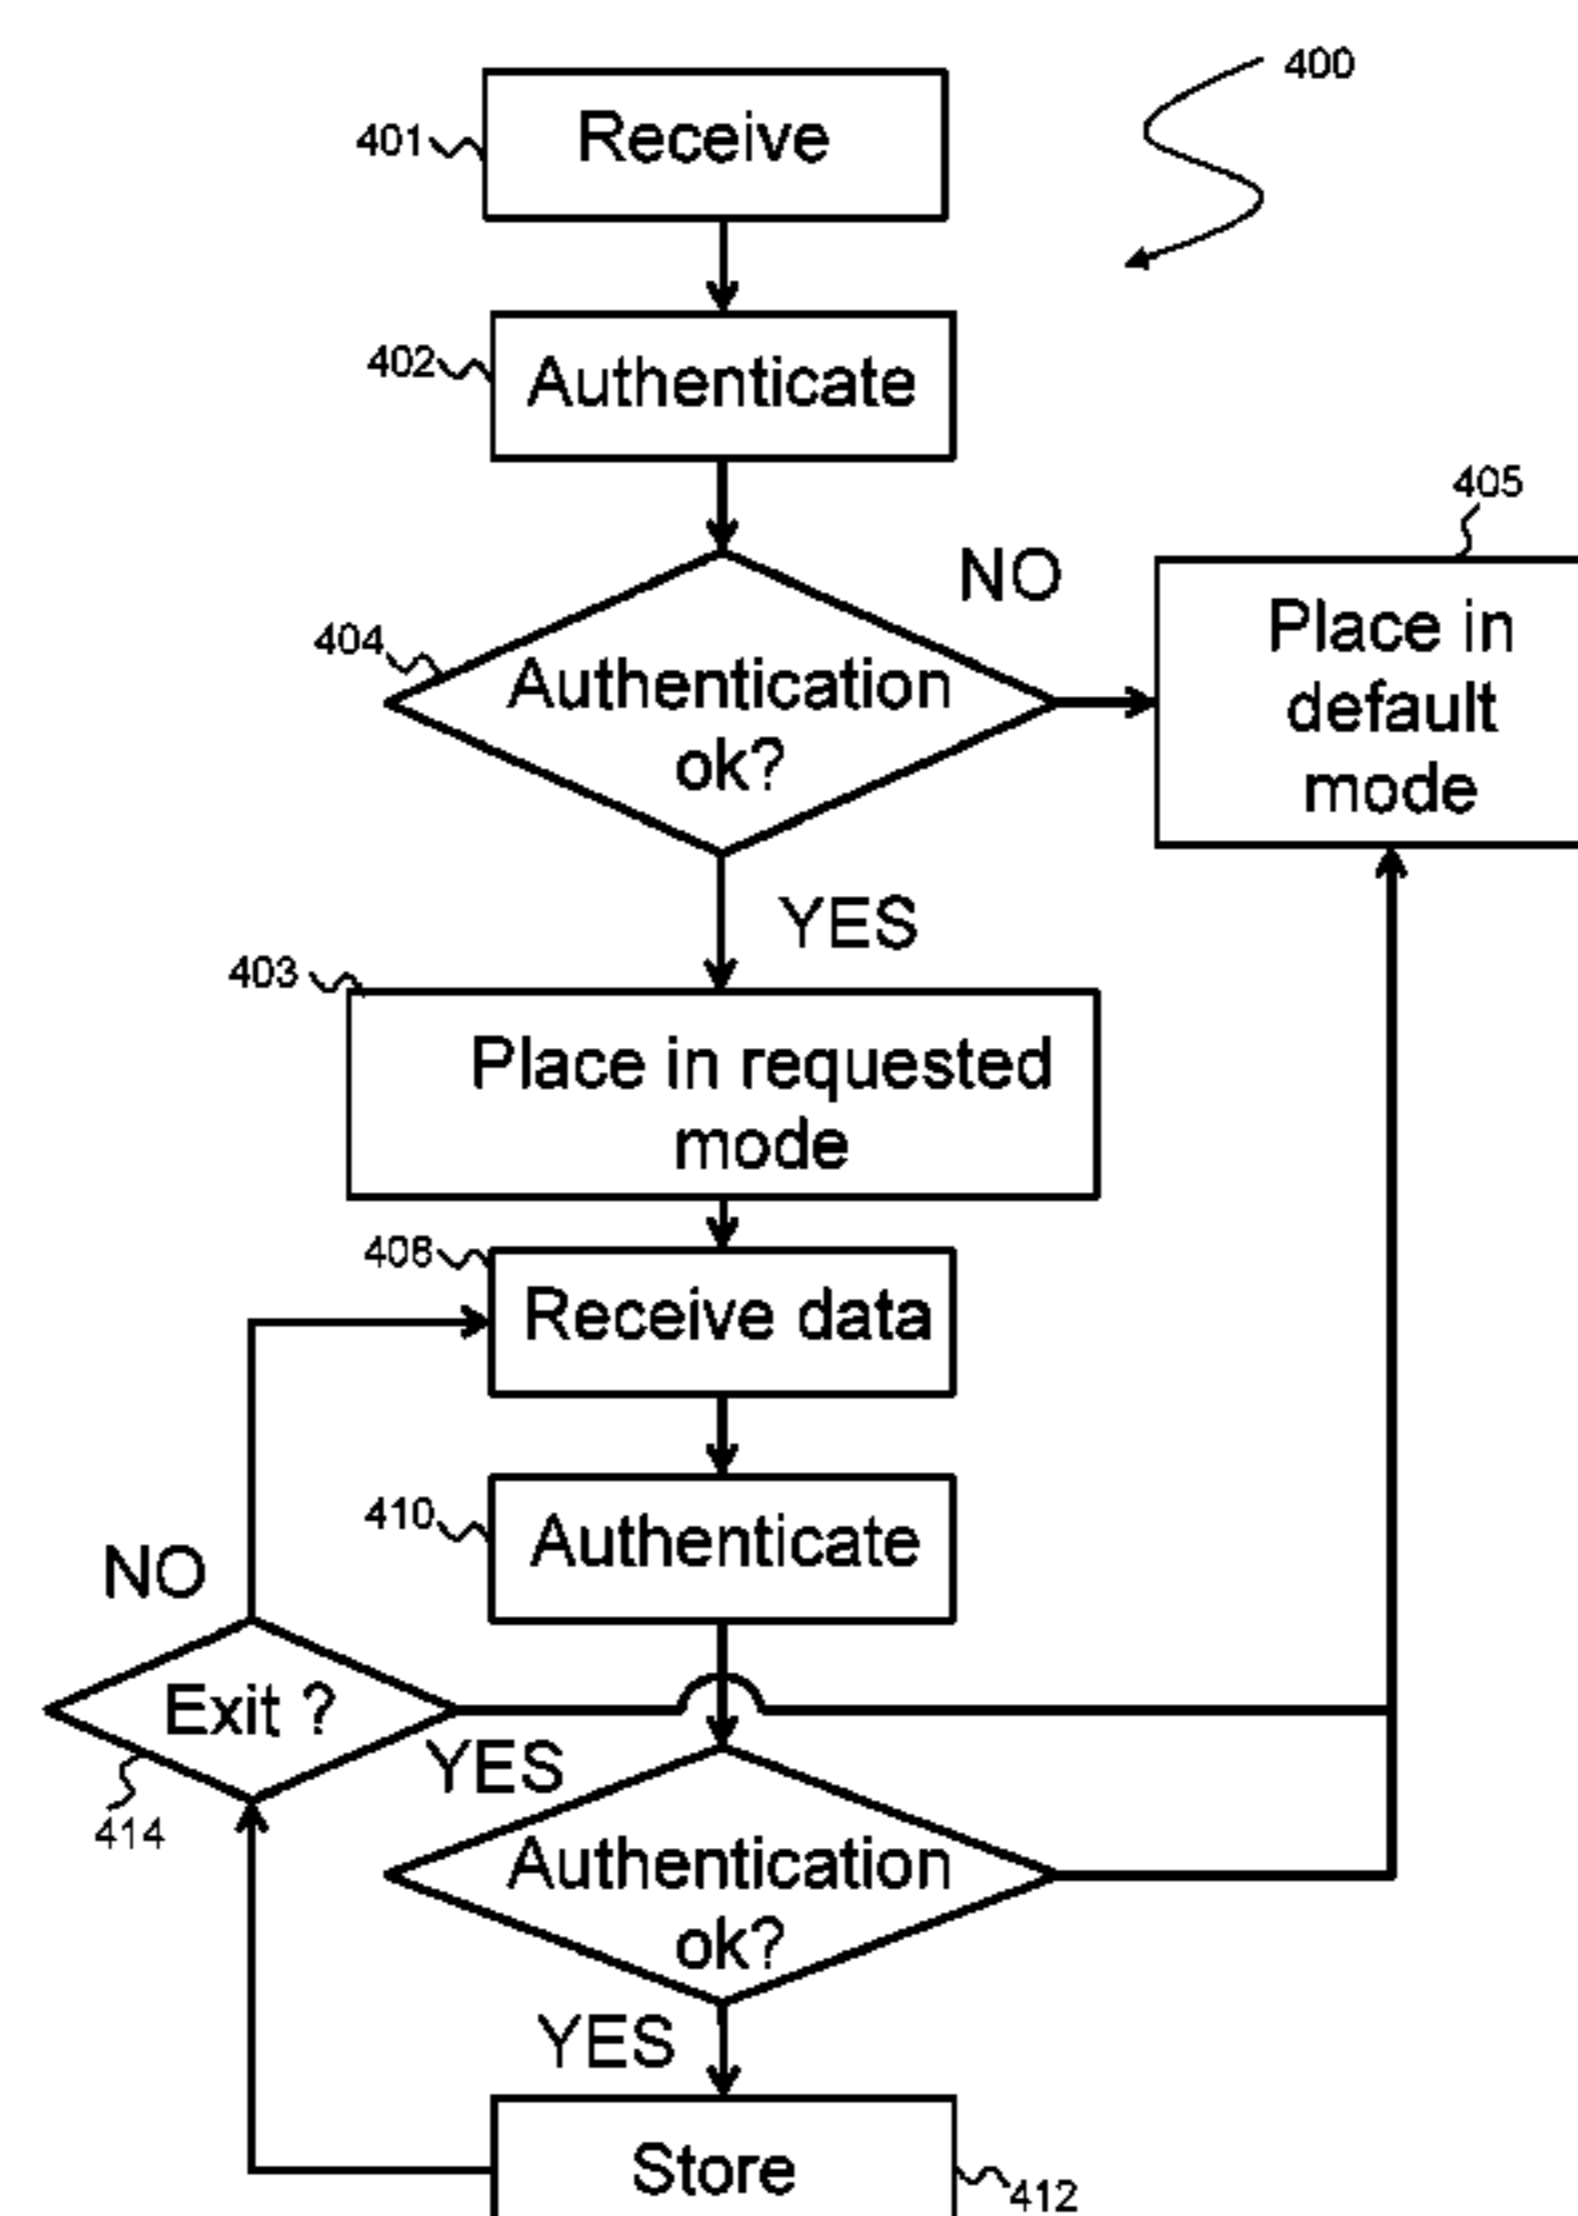 400
401
Receive
402
Authenticate
405
NO
Place in
default
mode
404
Authentication
ok?
YES
403
Place in requested
mode
408
Receive data
410
Authenticate
NO
Exit ?
YES
414
Authentication
ok?
YES
Store
412